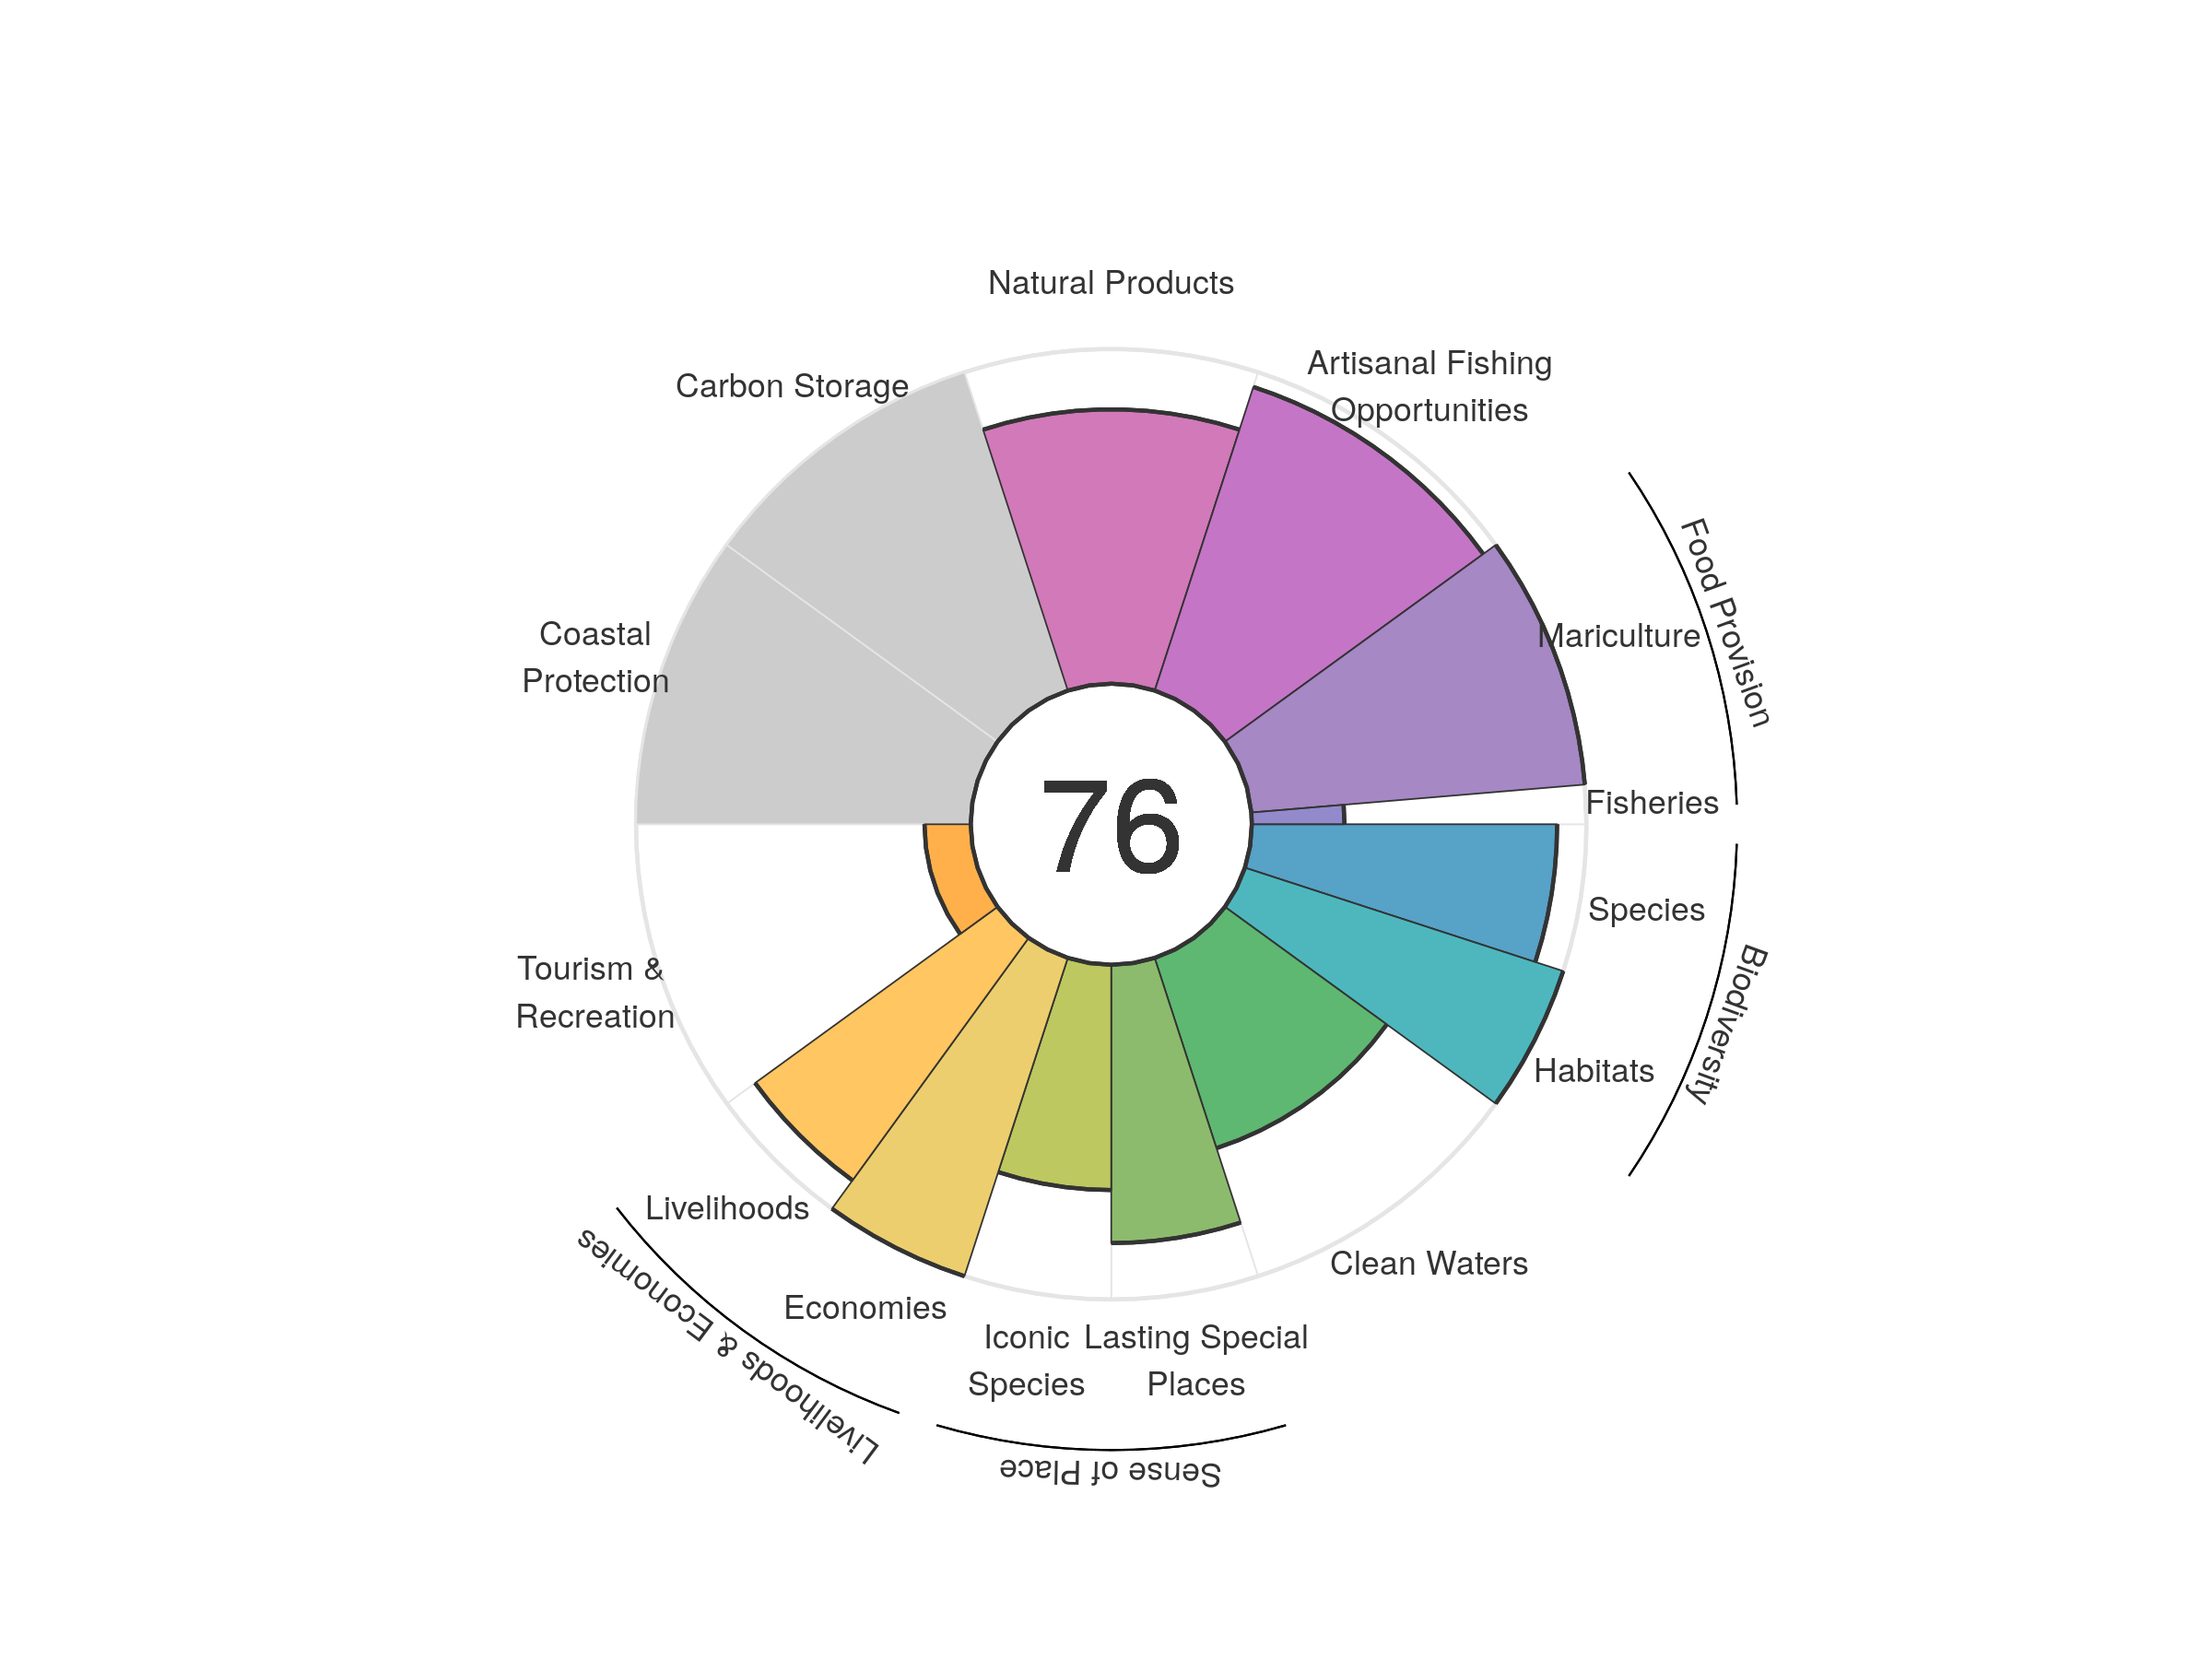 Natural Products
Artisanal Fishing
Opportunities
Carbon Storage
Food Provision
Mariculture
Coastal
Protection
76
Fisheries
Species
Biodiversity
Tourism &
Recreation
Habitats
Livelihoods
Clean Waters
Livelihoods & Economies
Economies
Iconic
Species
Lasting Special
Places
Sense of Place